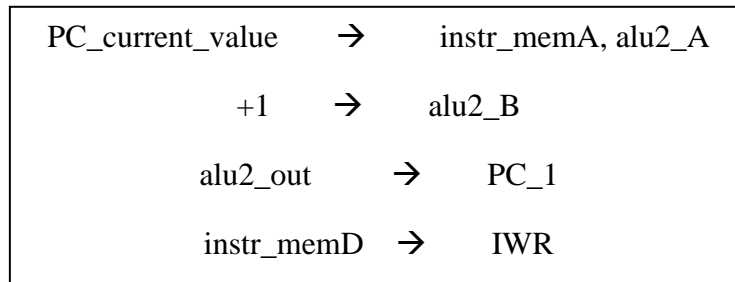 PC_current_value → instr_memA, alu2_A
+1 → alu2_B
alu2_out → PC_1
instr_memD → IWR